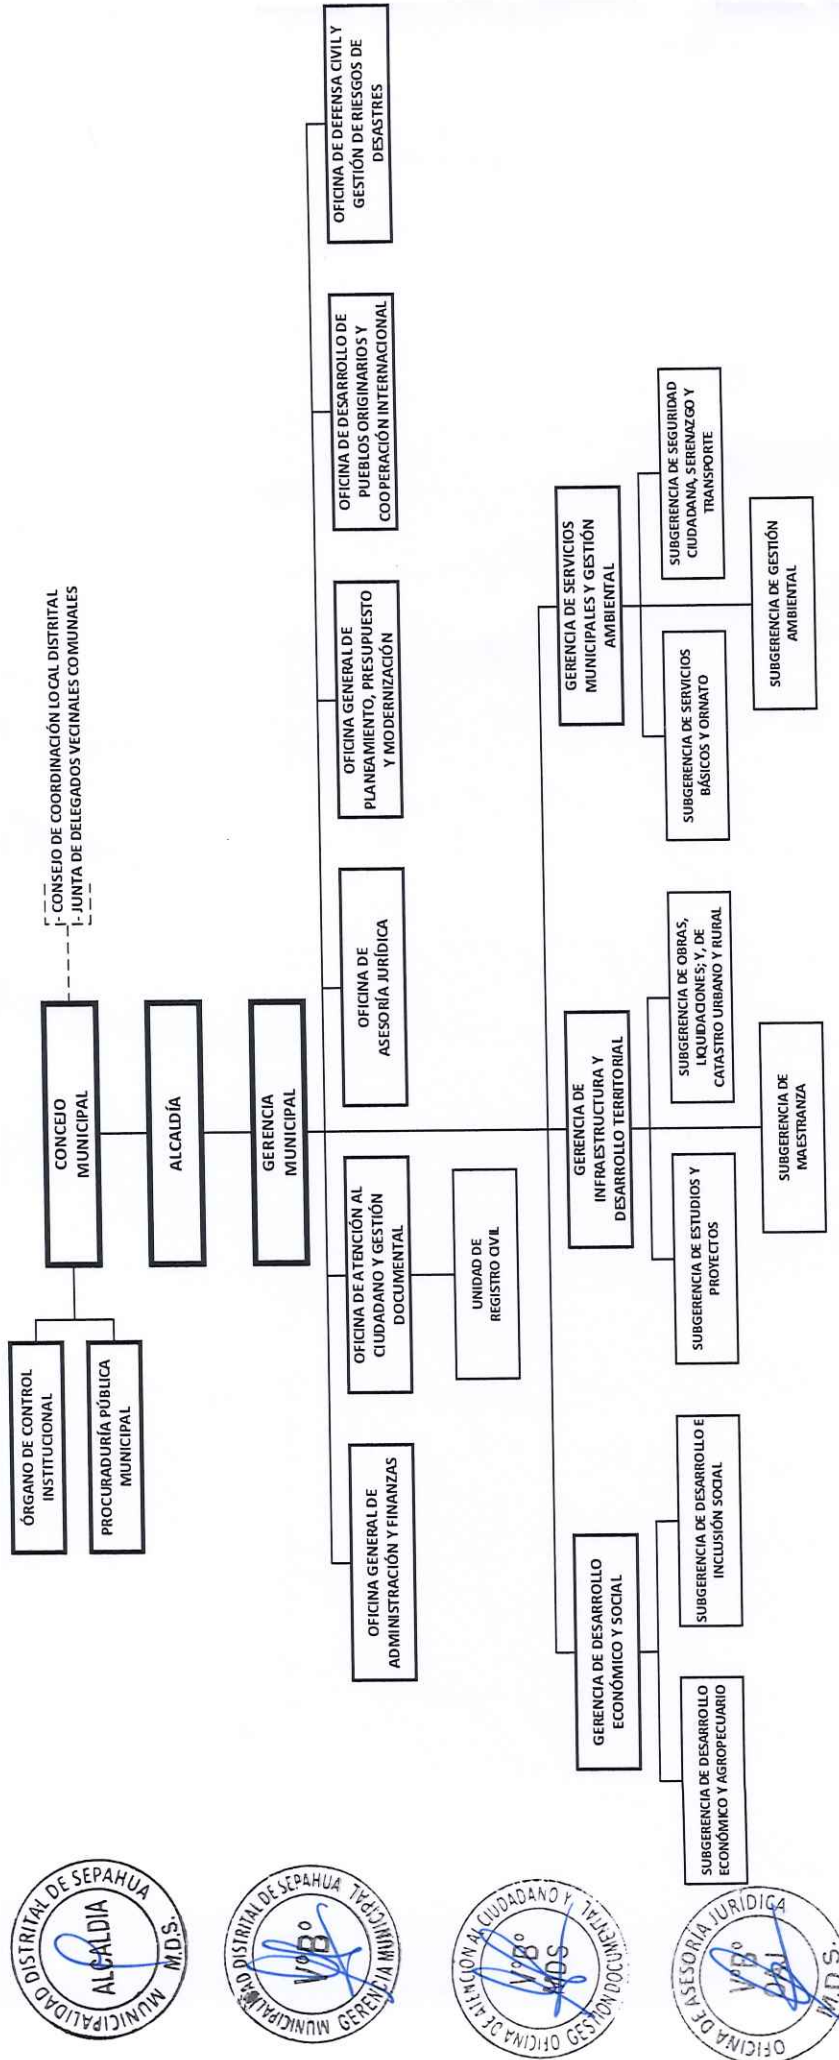 ÓRGANO DE CONTROL
INSTITUCIONAL
PROCURADURÍA PÚBLICA
MUNICIPAL
CONCEJO
MUNICIPAL
- CONSEJO DE COORDINACIÓN LOCAL DISTRITAL
- JUNTA DE DELEGADOS VECINALES COMUNALES
ALCALDÍA
GERENCIA
MUNICIPAL
OFICINA GENERAL DE
ADMINISTRACIÓN Y FINANZAS
OFICINA DE ATENCIÓN AL
CIUDADANO Y GESTIÓN
DOCUMENTAL
UNIDAD DE
REGISTRO CIVIL
OFICINA DE
ASESORÍA JURÍDICA
OFICINA GENERAL DE
PLANEAMIENTO, PRESUPUESTO
Y MODERNIZACIÓN
OFICINA DE DESARROLLO DE
PUEBLOS ORIGINARIOS Y
COOPERACIÓN INTERNACIONAL
OFICINA DE DEFENSA CIVIL Y
GESTIÓN DE RIESGOS DE
DESASTRES
GERENCIA DE DESARROLLO
ECONÓMICO Y SOCIAL
SUBGERENCIA DE DESARROLLO
ECONÓMICO Y AGROPECUARIO
SUBGERENCIA DE DESARROLLO E
INCLUSIÓN SOCIAL
GERENCIA DE
INFRAESTRUCTURA Y
DESARROLLO TERRITORIAL
SUBGERENCIA DE ESTUDIOS Y
PROYECTOS
SUBGERENCIA DE OBRAS,
LIQUIDACIONES; Y, DE
CATASTRO URBANO Y RURAL
SUBGERENCIA DE
MAESTRANZA
GERENCIA DE SERVICIOS
MUNICIPALES Y GESTIÓN
AMBIENTAL
SUBGERENCIA DE SERVICIOS
BÁSICOS Y ORNATO
SUBGERENCIA DE SEGURIDAD
CIUDADANA, SERENAZGO Y
TRANSPORTE
SUBGERENCIA DE GESTIÓN
AMBIENTAL
MUNICIPALIDAD DISTRITAL DE SEPAHUA
ALCALDIA
M.D.S.
MUNICIPALIDAD DISTRITAL DE SEPAHUA
V°B°
GERENCIA MUNICIPAL
OFICINA DE ATENCIÓN AL CIUDADANO Y
V°B°
MDS
GESTIÓN DOCUMENTAL
OFICINA DE ASESORÍA JURÍDICA
V°B°
M.D.S.